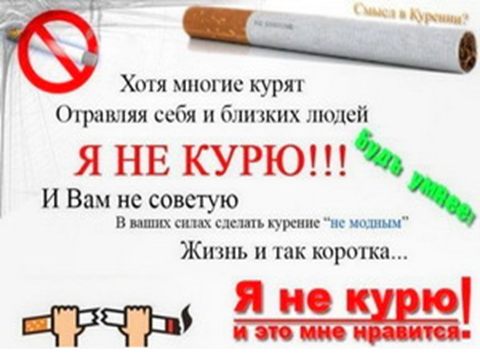 Смысл в Курении?
Хотя многие курят
Отравляя себя и близких людей
Я НЕ КУРЮ!!!
Будь умнее!
И Вам не советую
В ваших силах сделать курение “не модным”
Жизнь и так коротка...
Я не курю!
и это мне нравится.